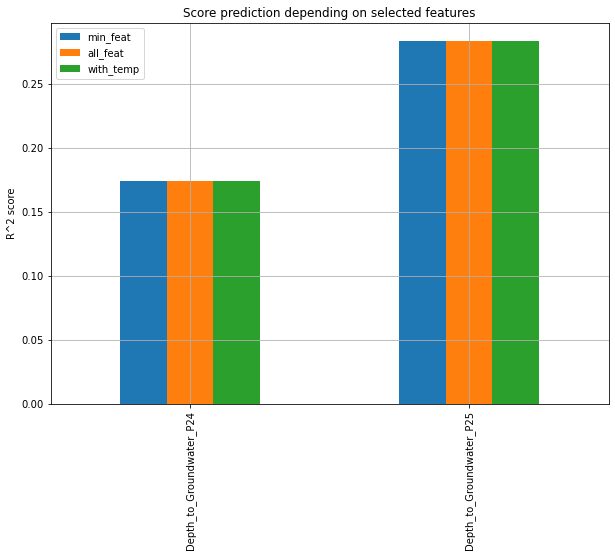 Score prediction depending on selected features
min_feat
all_feat
with_temp
R^2 score
0.25
0.20
0.15
0.10
0.05
0.00
Depth_to_Groundwater_P24
Depth_to_Groundwater_P25